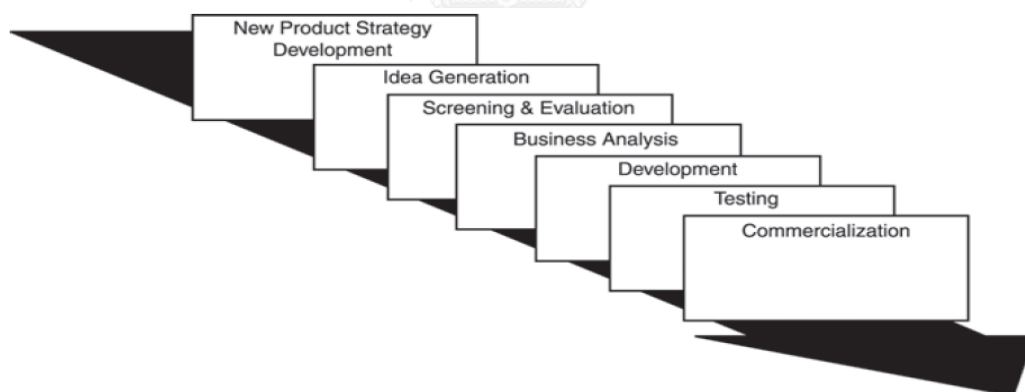 New Product Strategy
Development
Idea Generation
Screening & Evaluation
Business Analysis
Development
Testing
Commercialization